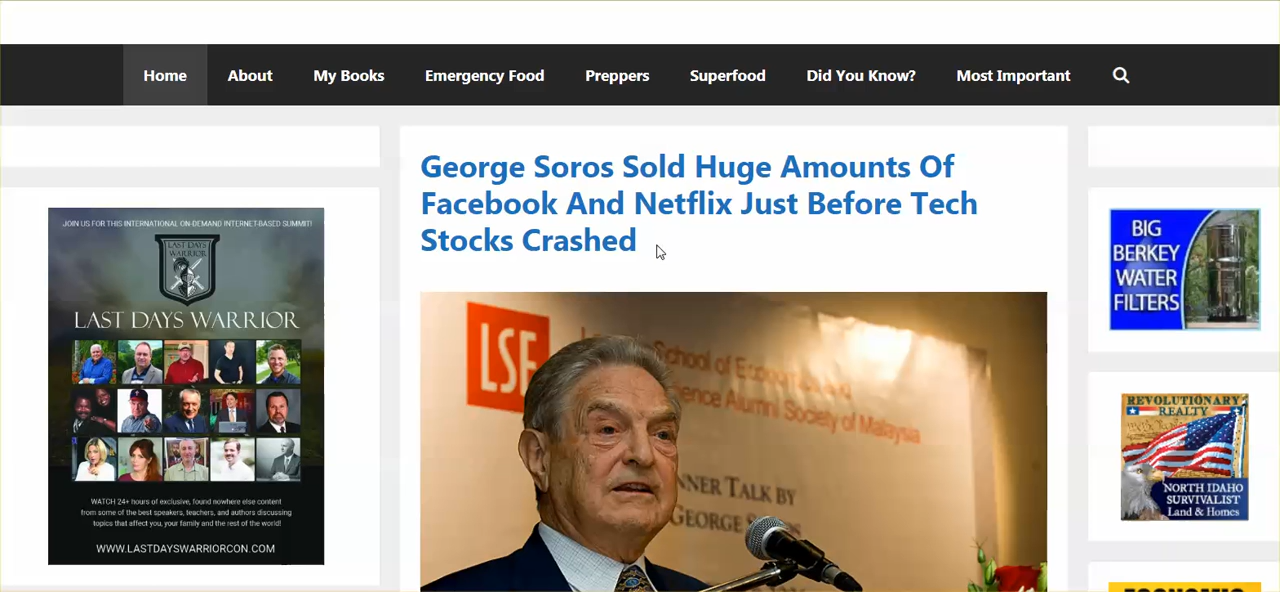 Home About My Books Emergency Food Preppers Superfood Did You Know? Most Important
JOIN US FOR THIS INTERNATIONAL ON-DEMAND INTERNET-BASED SUMMIT!
LAST DAYS
WARRIOR
LAST DAYS WARRIOR
WATCH 24+ hours of exclusive, found nowhere else content
from some of the best speakers, teachers, and authors discussing
topics that affect you, your family and the rest of the world!
WWW.LASTDAYSWARRIORCON.COM
George Soros Sold Huge Amounts Of
Facebook And Netflix Just Before Tech
Stocks Crashed
LSE
School of Economics and
Science Alumni Society of Malaysia
NNER TALK BY
GEORGE
BIG
BERKEY
WATER
FILTERS
REVOLUTIONARY
REALTY
NORTH IDAHO
SURVIVALIST
Land & Homes